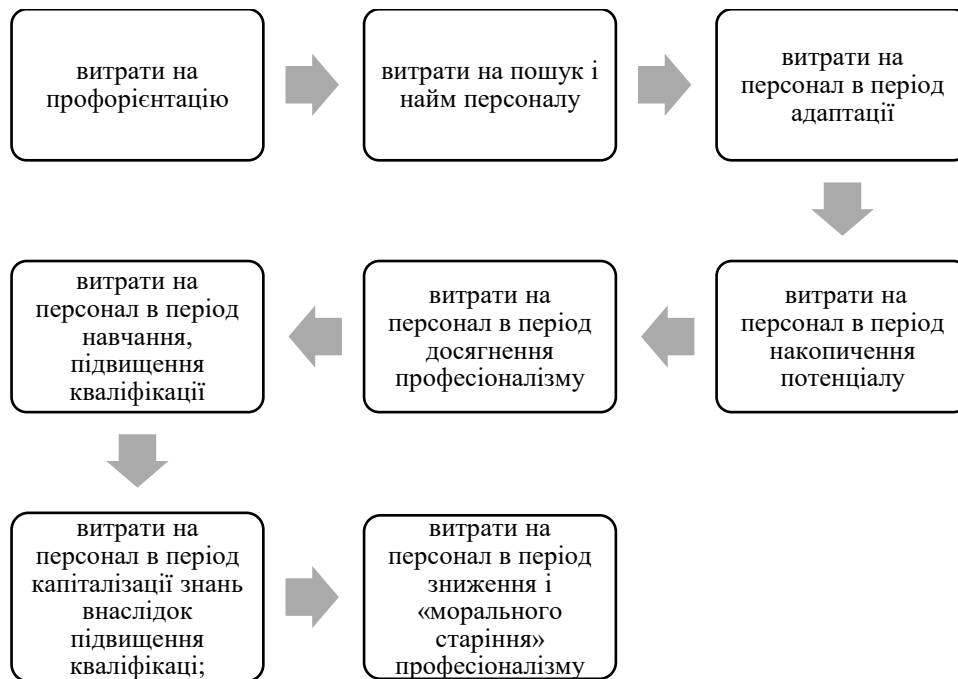 витрати на
профорієнтацію
витрати на пошук і
найм персоналу
витрати на
персонал в період
адаптації
витрати на
персонал в період
накопичення
потенціалу
витрати на
персонал в період
досягнення
професіоналізму
витрати на
персонал в період
навчання,
підвищення
кваліфікації
витрати на
персонал в період
капіталізації знань
внаслідок
підвищення
кваліфікаці;
витрати на
персонал в період
зниження і
«морального
старіння»
професіоналізму